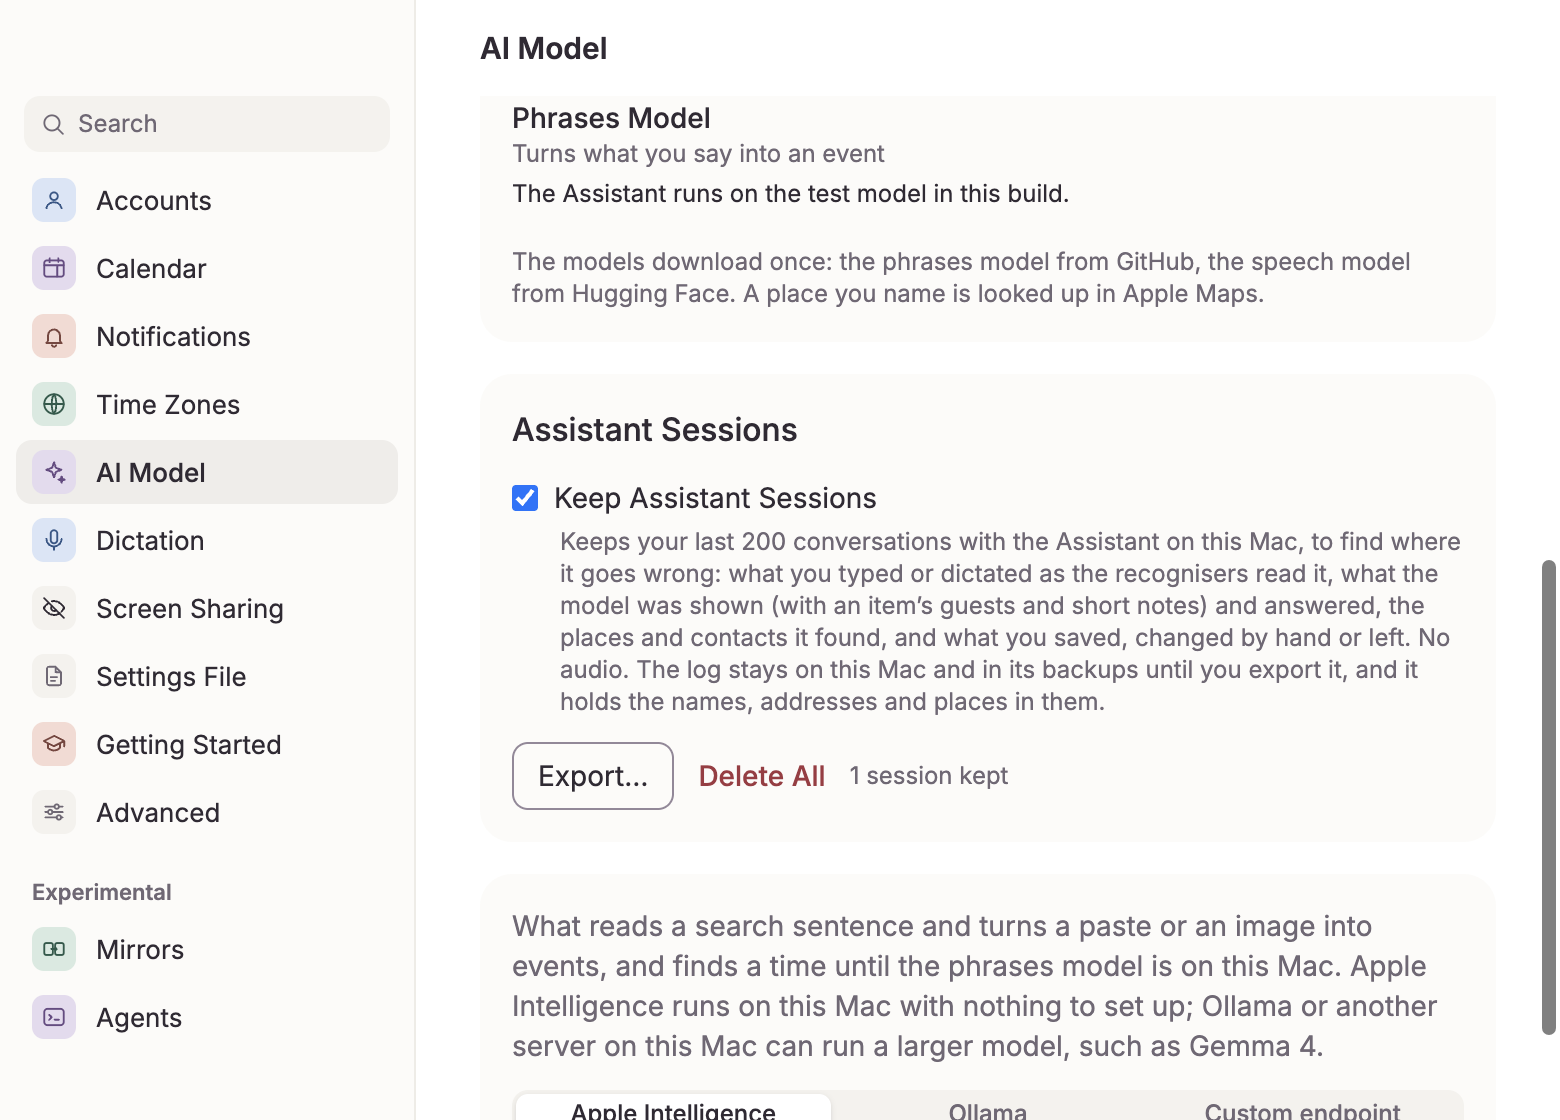 Search
Accounts
Calendar
Notifications
Time Zones
AI Model
Dictation
Screen Sharing
Settings File
Getting Started
Advanced
Experimental
Mirrors
Agents
AI Model
Phrases Model
Turns what you say into an event
The Assistant runs on the test model in this build.
The models download once: the phrases model from GitHub, the speech model
from Hugging Face. A place you name is looked up in Apple Maps.
Assistant Sessions
Keep Assistant Sessions
Keeps your last 200 conversations with the Assistant on this Mac, to find where
it goes wrong: what you typed or dictated as the recognisers read it, what the
model was shown (with an item’s guests and short notes) and answered, the
places and contacts it found, and what you saved, changed by hand or left. No
audio. The log stays on this Mac and in its backups until you export it, and it
holds the names, addresses and places in them.
Export...
Delete All
1 session kept
What reads a search sentence and turns a paste or an image into
events, and finds a time until the phrases model is on this Mac. Apple
Intelligence runs on this Mac with nothing to set up; Ollama or another
server on this Mac can run a larger model, such as Gemma 4.
Apple Intelligence
Ollama
Custom endpoint